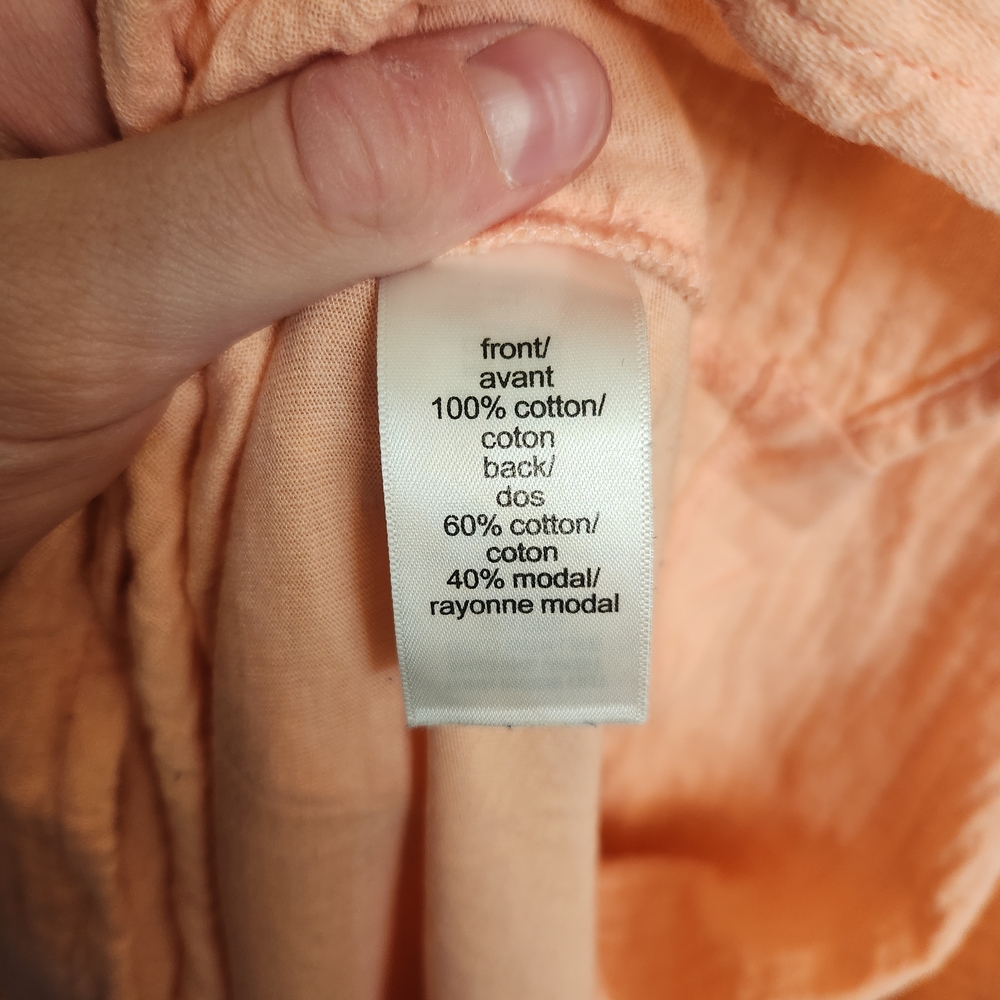 front/
avant
100% cotton/
coton
back/
dos
60% cotton/
coton
40% modal/
rayonne modal